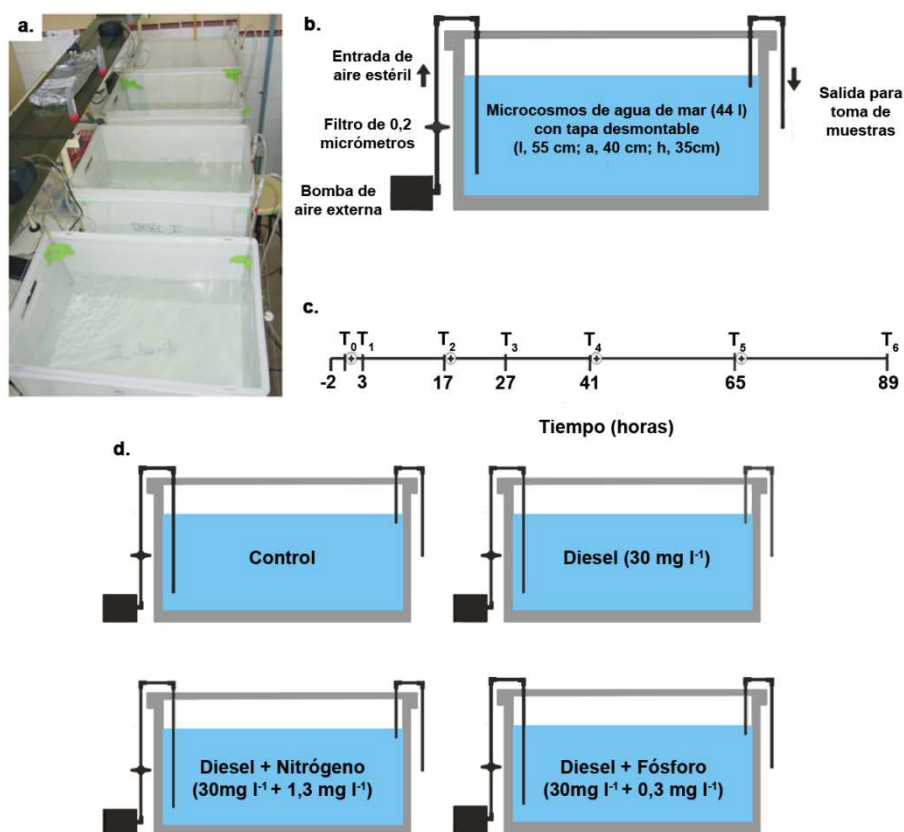 a.
b.
Entrada de
aire estéril
Filtro de 0,2
micrómetros
Bomba de
aire externa
Microcosmos de agua de mar (44 l)
con tapa desmontable
(l, 55 cm; a, 40 cm; h, 35cm)
Salida para
toma de
muestras
c.
T₀ T₁ T₂ T₃ T₄ T₅ T₆
-2 3 17 27 41 65 89
Tiempo (horas)
d.
Control
Diesel (30 mg l⁻¹)
Diesel + Nitrógeno
(30mg l⁻¹ + 1,3 mg l⁻¹)
Diesel + Fósforo
(30mg l⁻¹ + 0,3 mg l⁻¹)